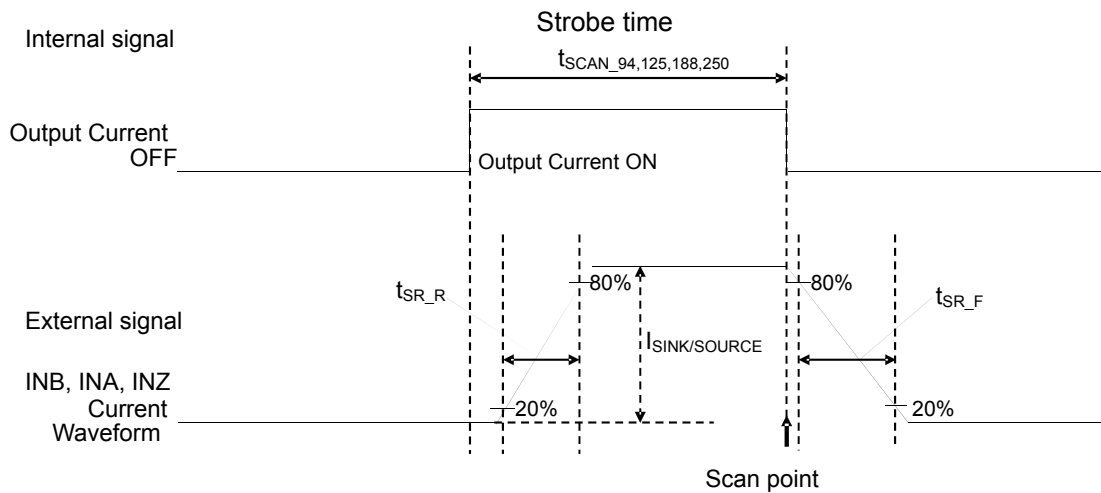 Strobe time
Internal signal
tSCAN_94,125,188,250
Output Current
OFF
Output Current ON
80%
80%
tSR_R
tSR_F
External signal
ISINK/SOURCE
INB, INA, INZ
Current
Waveform
20%
20%
Scan point